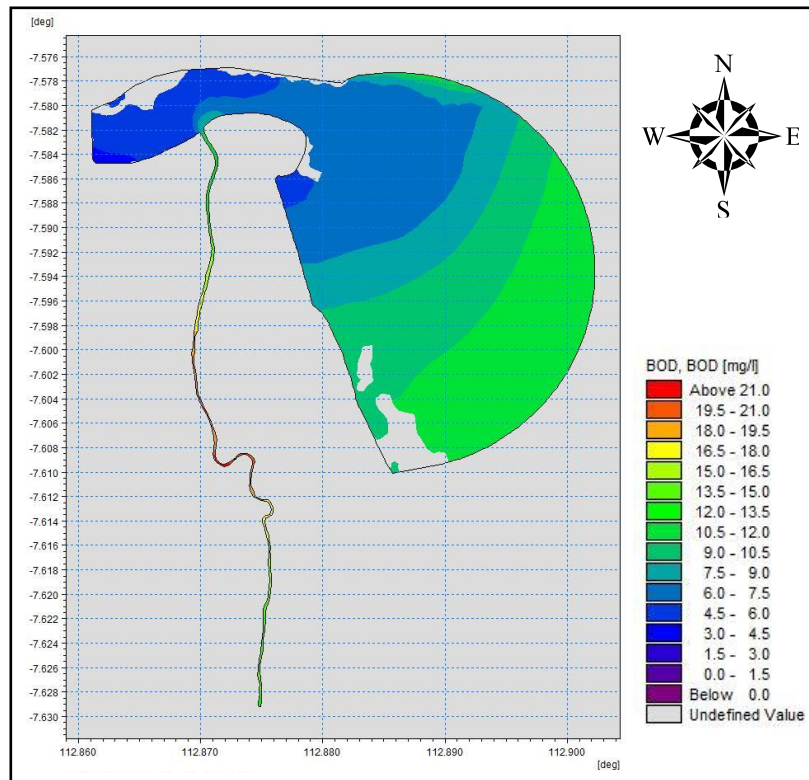 [deg]
-7.576
-7.578
-7.580
-7.582
-7.584
-7.586
-7.588
-7.590
-7.592
-7.594
-7.596
-7.598
-7.600
-7.602
-7.604
-7.606
-7.608
-7.610
-7.612
-7.614
-7.616
-7.618
-7.620
-7.622
-7.624
-7.626
-7.628
-7.630
112.860 112.870 112.880 112.890 112.900
[deg]
N
W E
S
BOD, BOD [mg/l]
Above 21.0
19.5 - 21.0
18.0 - 19.5
16.5 - 18.0
15.0 - 16.5
13.5 - 15.0
12.0 - 13.5
10.5 - 12.0
9.0 - 10.5
7.5 - 9.0
6.0 - 7.5
4.5 - 6.0
3.0 - 4.5
1.5 - 3.0
0.0 - 1.5
Below 0.0
Undefined Value